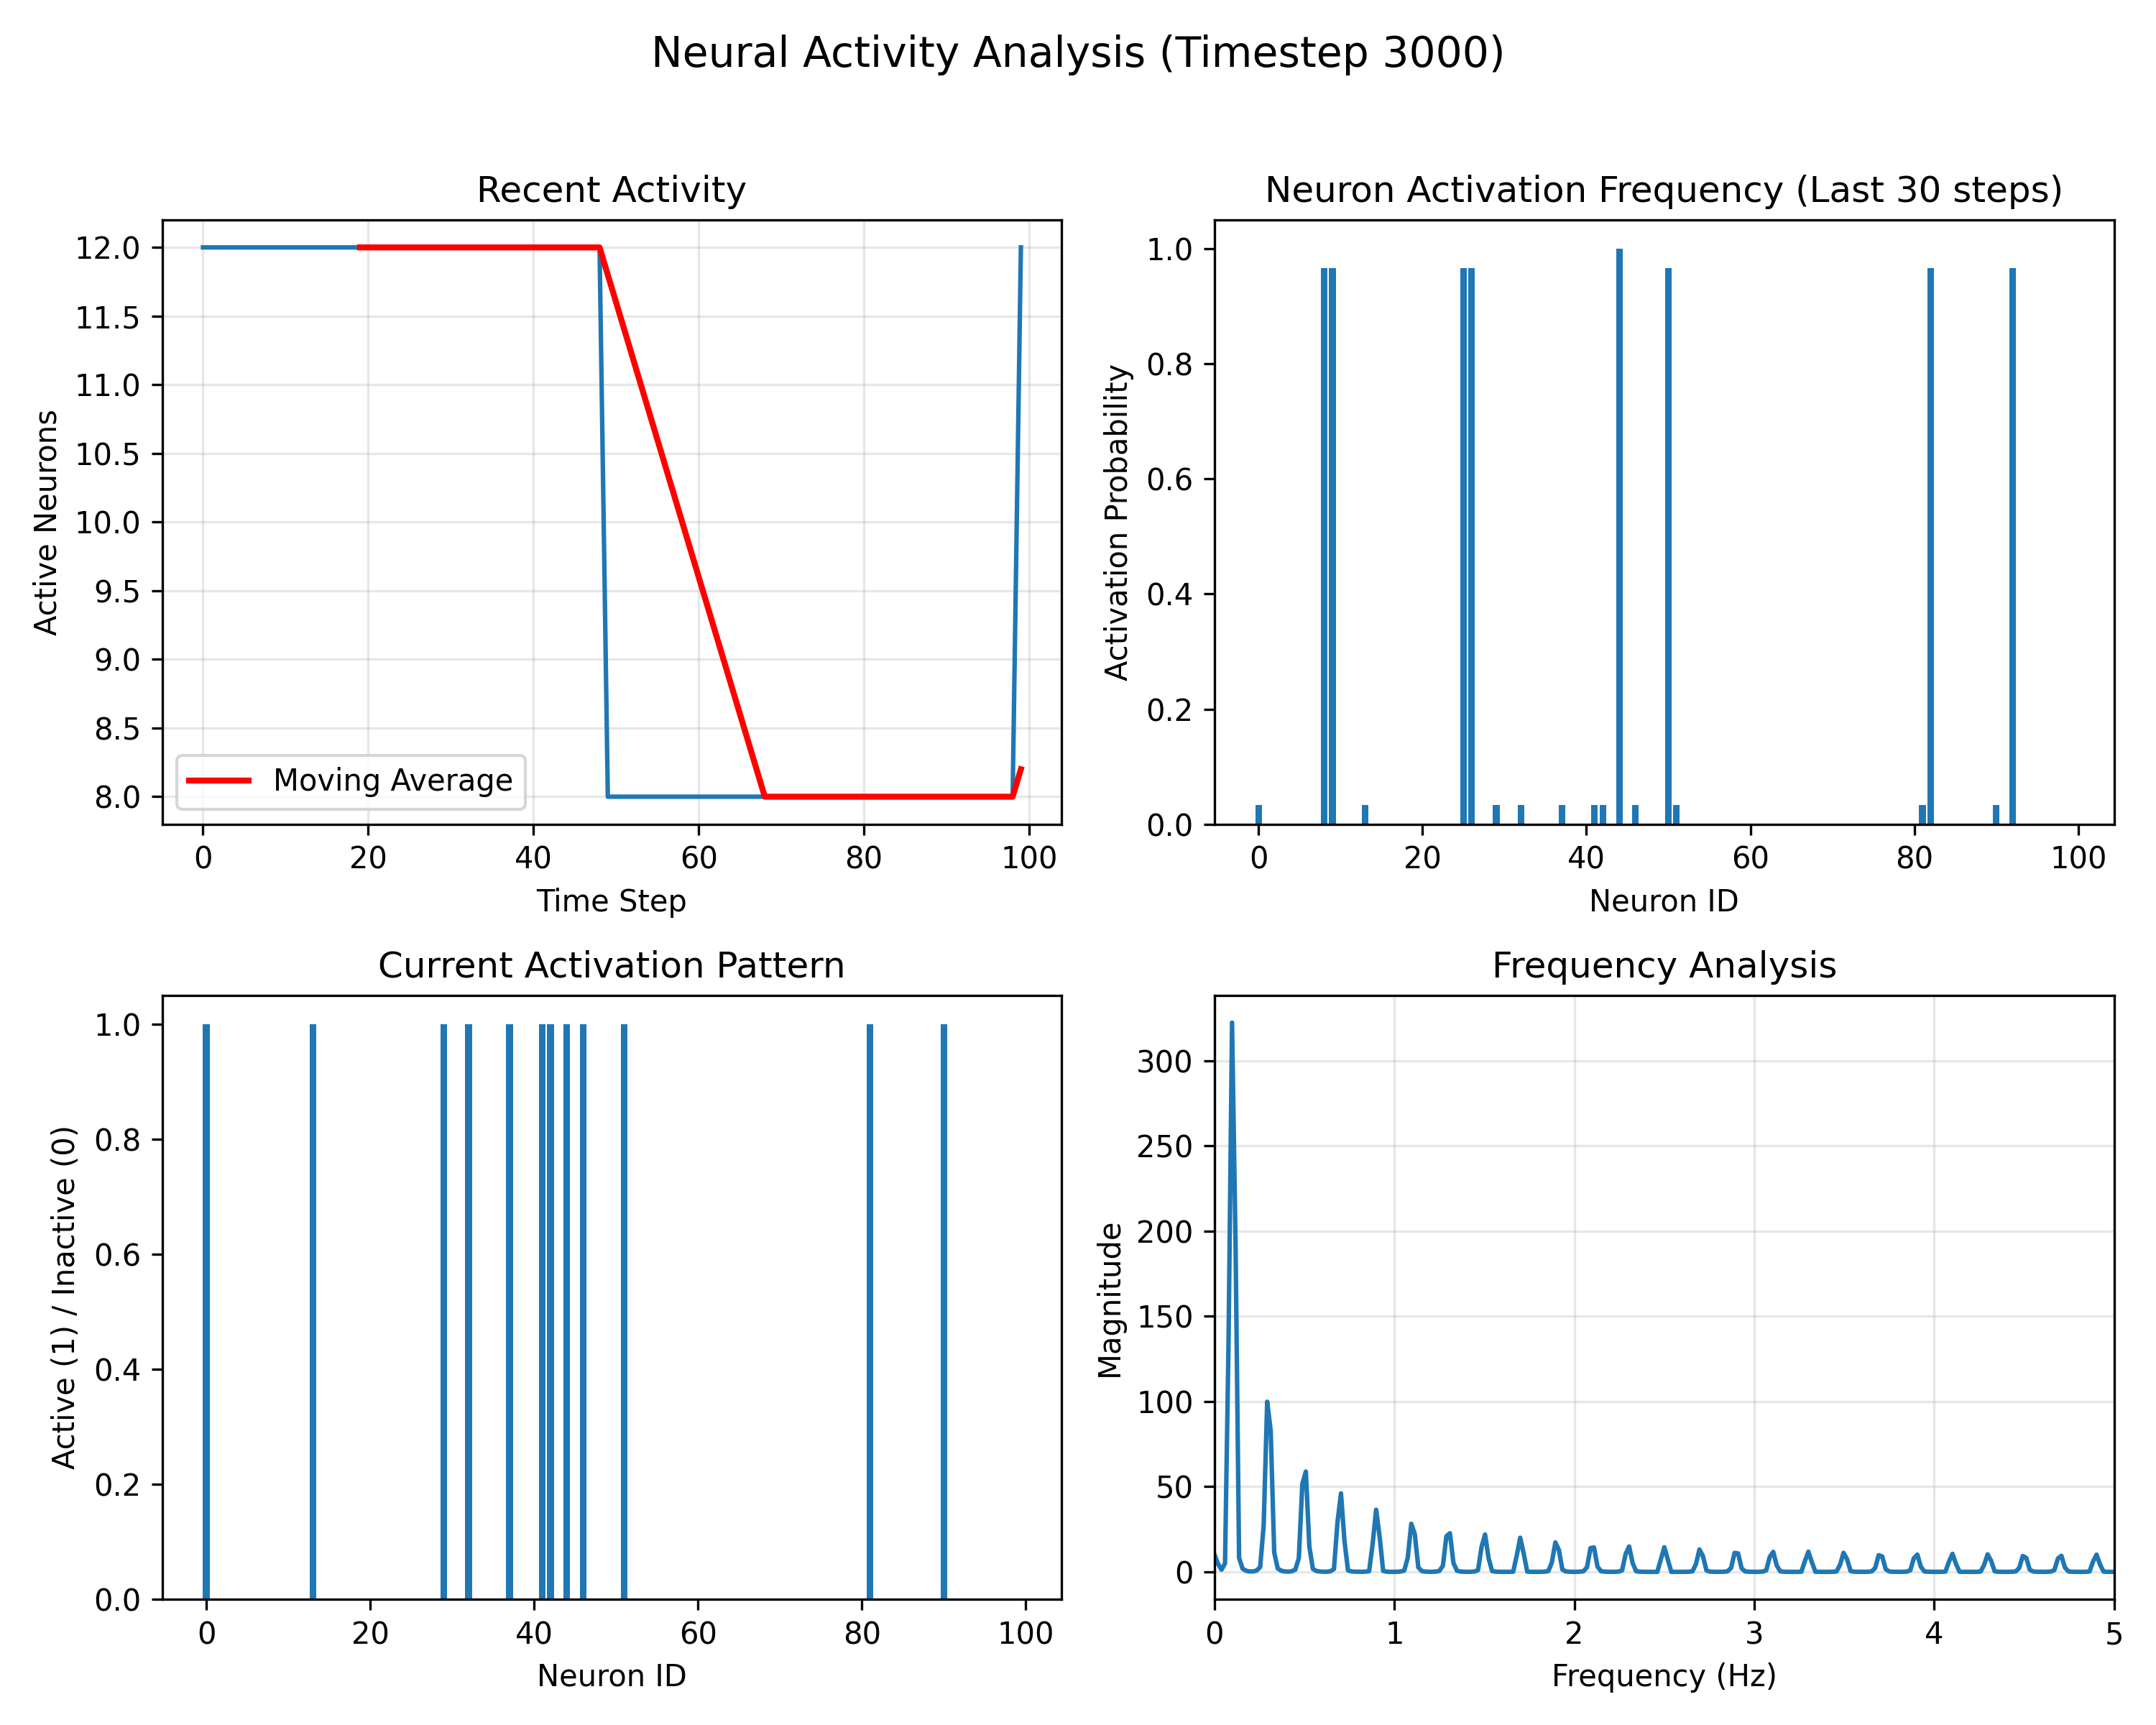 Neural Activity Analysis (Timestep 3000)
Recent Activity
12.0
11.5
11.0
10.5
10.0
9.5
9.0
8.5
8.0
Active Neurons
Moving Average
0 20 40 60 80 100
Time Step
Neuron Activation Frequency (Last 30 steps)
1.0
0.8
0.6
0.4
0.2
0.0
Activation Probability
0 20 40 60 80 100
Neuron ID
Current Activation Pattern
1.0
0.8
0.6
0.4
0.2
0.0
Active (1) / Inactive (0)
0 20 40 60 80 100
Neuron ID
Frequency Analysis
300
250
200
150
100
50
0
Magnitude
0 1 2 3 4 5
Frequency (Hz)